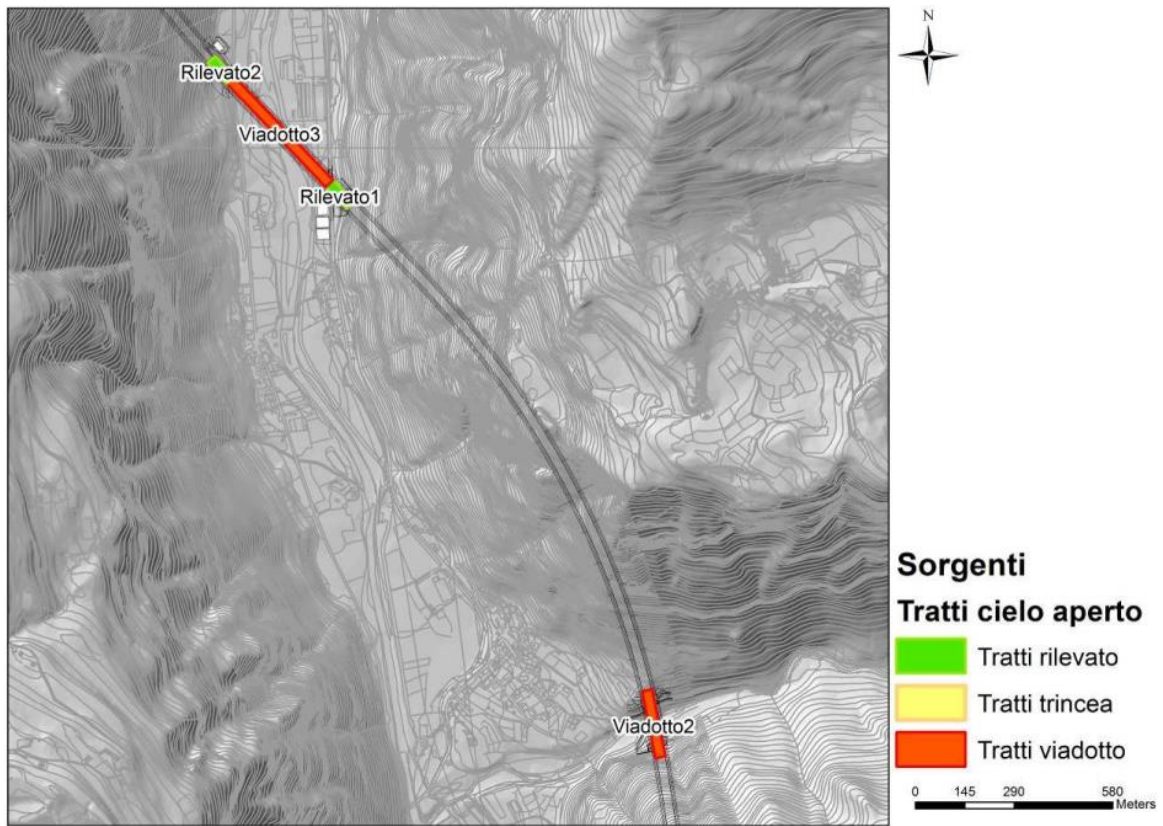 N
Rilevato2
Viadotto3
Rilevato1
Viadotto2
Sorgenti
Tratti cielo aperto
Tratti rilevato
Tratti trincea
Tratti viadotto
0 145 290 580
Meters